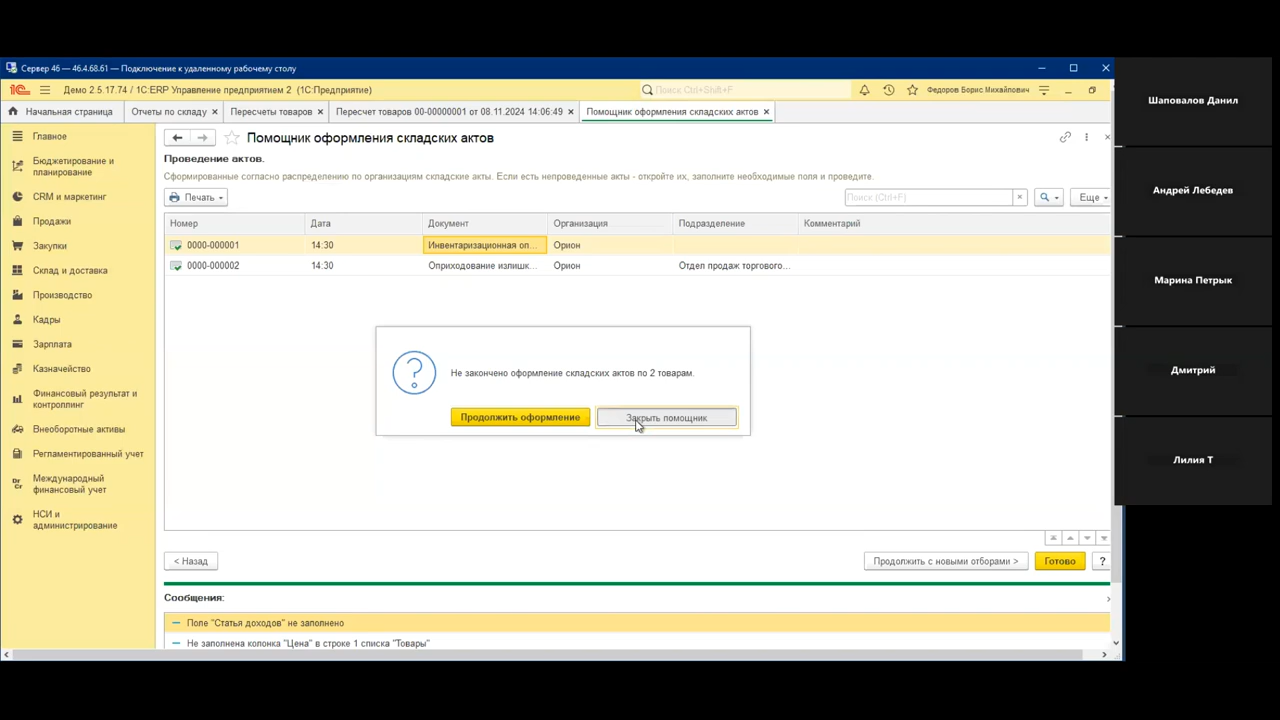 Сервер 46 — 46.4.68.61 — Подключение к удаленному рабочему столу
1С Демо 2.5.17.74 / 1С:ERP Управление предприятием 2 (1С:Предприятие)
Поиск Ctrl+Shift+F
Федоров Борис Михайлович
Начальная страница
Отчеты по складу
Пересчеты товаров
Пересчет товаров 00-00000001 от 08.11.2024 14:06:49
Помощник оформления складских актов
Главное
Бюджетирование и
планирование
CRM и маркетинг
Продажи
Закупки
Склад и доставка
Производство
Кадры
Зарплата
Казначейство
Финансовый результат и
контроллинг
Внеоборотные активы
Регламентированный учет
Международный
финансовый учет
НСИ и
администрирование
Помощник оформления складских актов
Проведение актов.
Сформированные согласно распределению по организациям складские акты. Если есть непроведенные акты - откройте их, заполните необходимые поля и проведите.
Печать
Поиск (Ctrl+F)
Еще
Номер Дата Документ Организация Подразделение Комментарий
0000-000001 14:30 Инвентаризационная оп... Орион
0000-000002 14:30 Оприходование излишк... Орион Отдел продаж торгового...
Не закончено оформление складских актов по 2 товарам.
Продолжить оформление
Закрыть помощник
< Назад
Продолжить с новыми отборами >
Готово
?
Сообщения:
Поле "Статья доходов" не заполнено
Не заполнена колонка "Цена" в строке 1 списка "Товары"
Шаповалов Данил
Андрей Лебедев
Марина Петрык
Дмитрий
Лилия Т